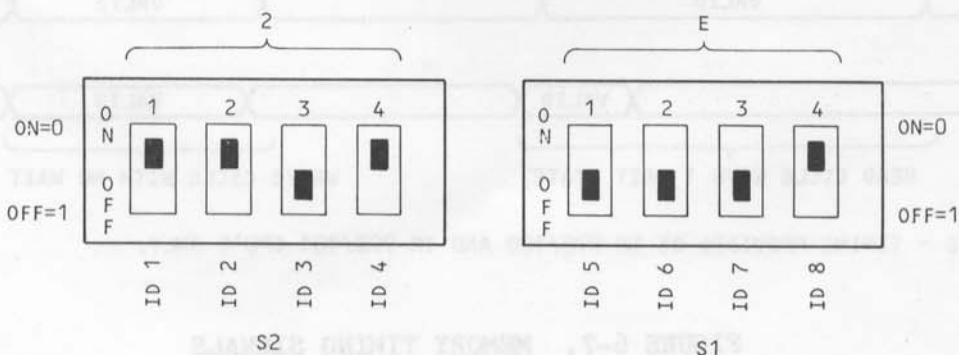 2 E
1 2 3 4 1 2 3 4
ON=0 ON ON ON=0
OFF=1 OFF OFF OFF=1
ID 1 ID 2 ID 3 ID 4 ID 5 ID 6 ID 7 ID 8
S2 S1